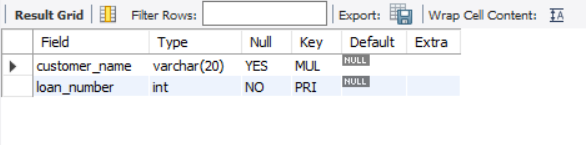 Result Grid Filter Rows: Export: Wrap Cell Content: IA
Field Type Null Key Default Extra
customer_name varchar(20) YES MUL NULL
loan_number int NO PRI NULL